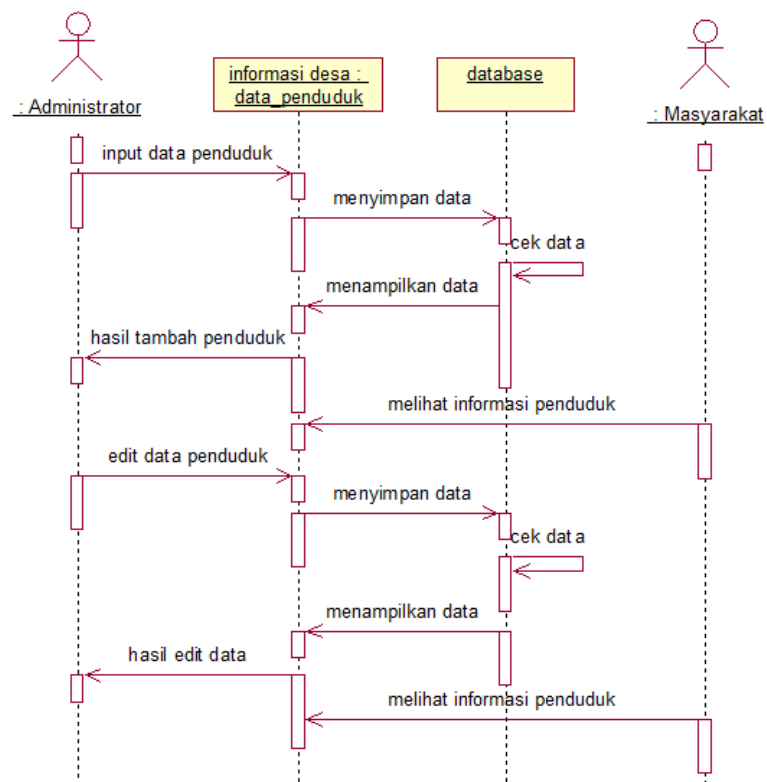 : Administrator
informasi desa :
data_penduduk
database
: Masyarakat
input data penduduk
menyimpan data
cek data
menampilkan data
hasil tambah penduduk
melihat informasi penduduk
edit data penduduk
menyimpan data
cek data
menampilkan data
hasil edit data
melihat informasi penduduk